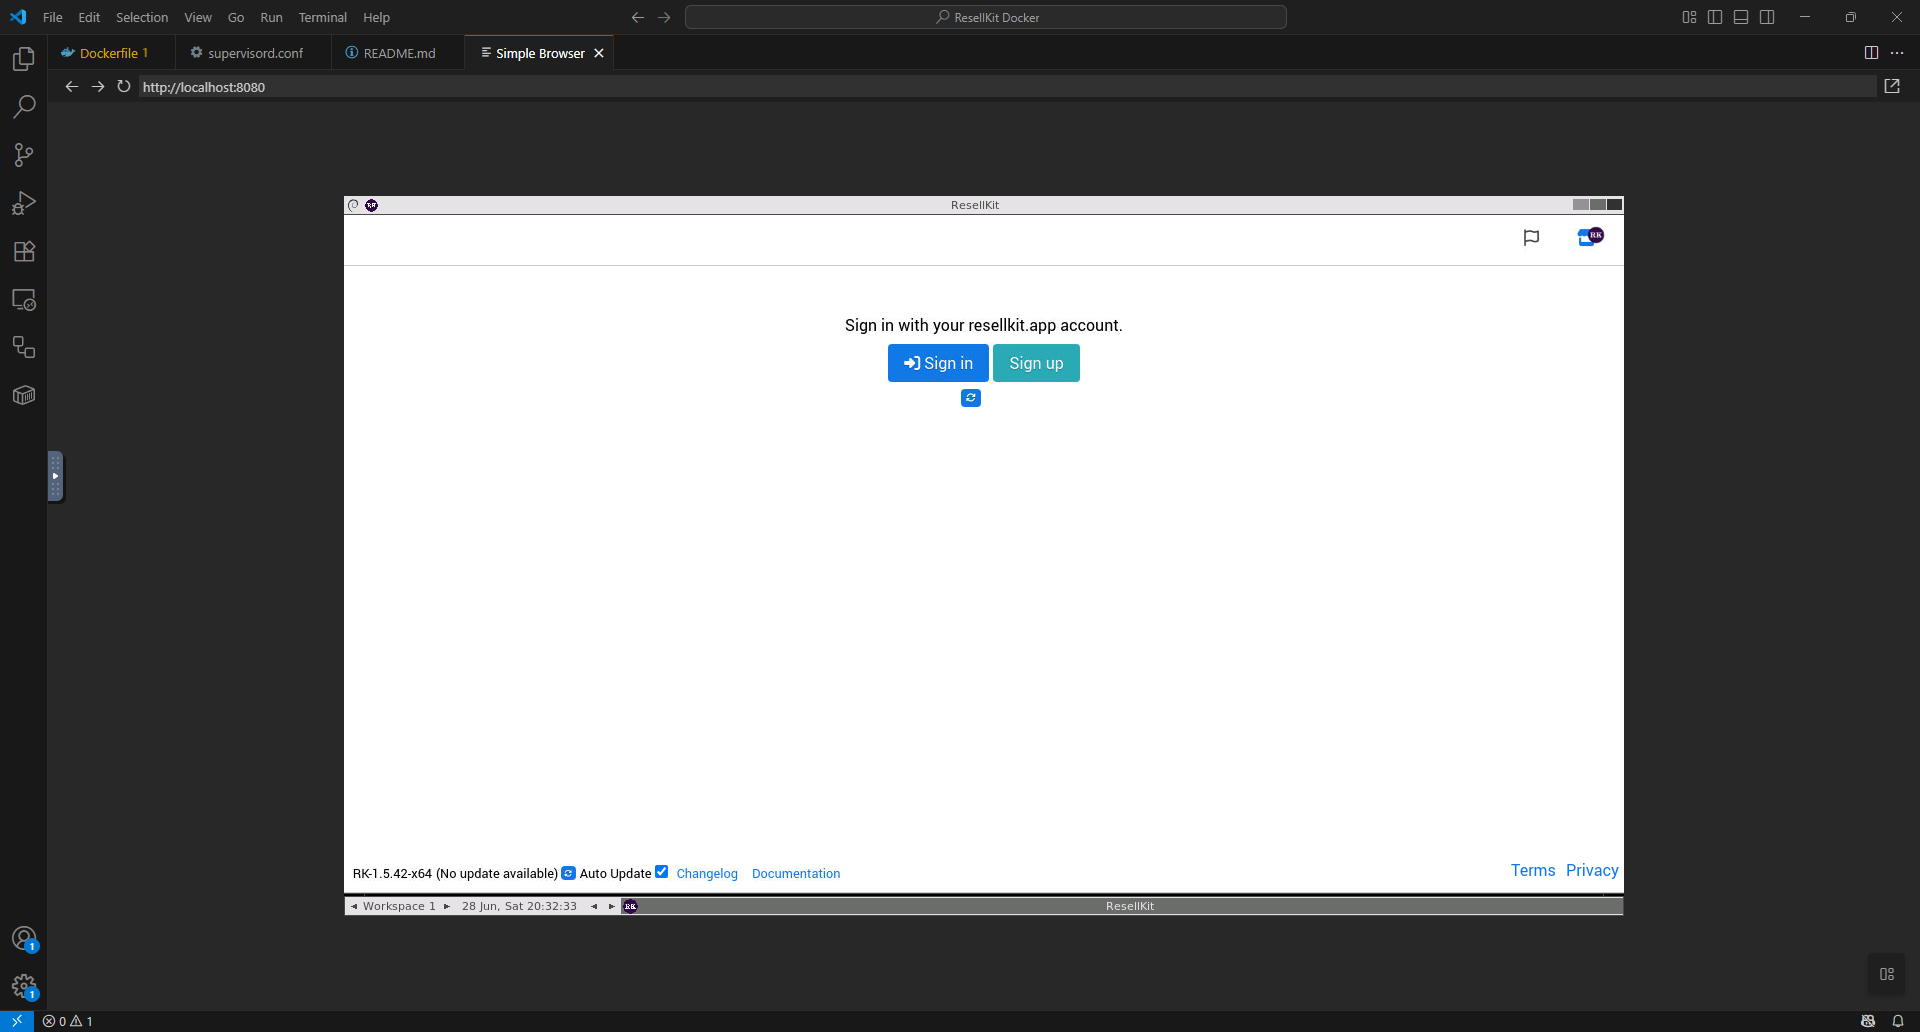 File Edit Selection View Go Run Terminal Help
ResellKit Docker
Dockerfile 1
supervisord.conf
README.md
Simple Browser
http://localhost:8080
ResellKit
RK
Sign in with your resellkit.app account.
Sign in Sign up
RK-1.5.42-x64 (No update available) Auto Update Changelog Documentation
Terms Privacy
Workspace 1 28 Jun, Sat 20:32:33 RK ResellKit
1
1
0 1